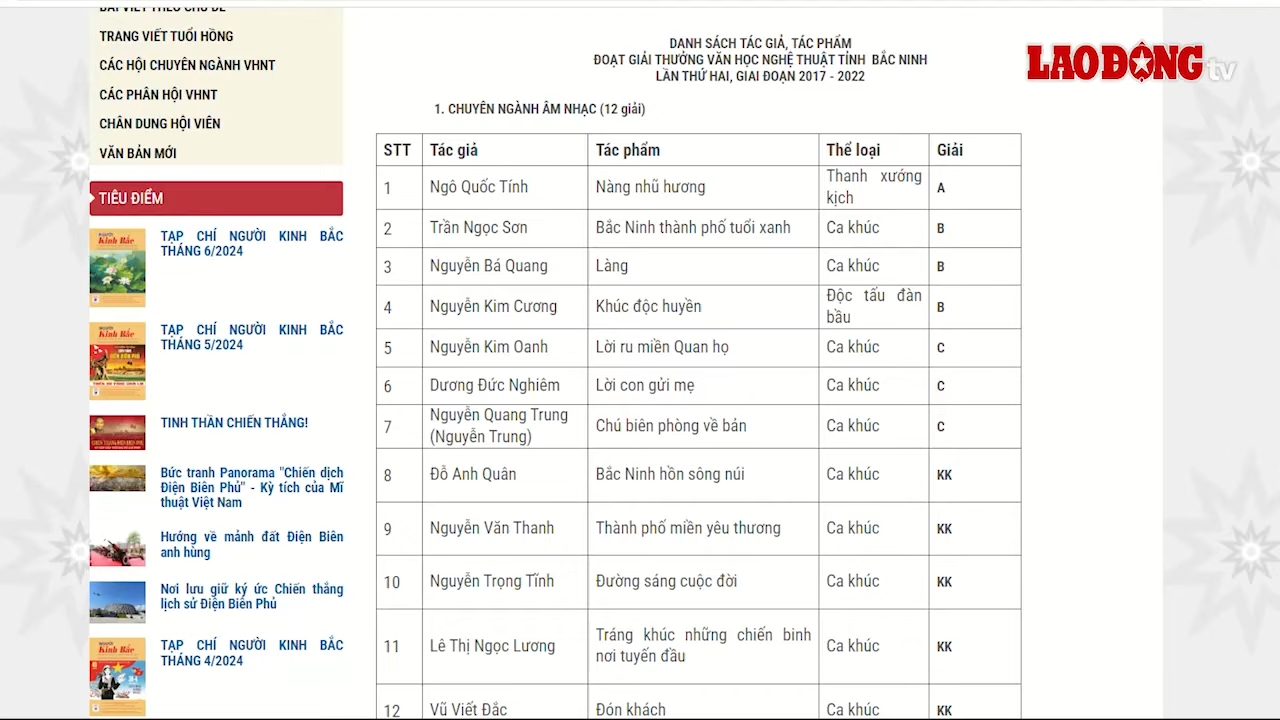 BÀI VIẾT THEO CHỦ ĐỀ
TRANG VIẾT TUỔI HỒNG
CÁC HỘI CHUYÊN NGÀNH VHNT
CÁC PHÂN HỘI VHNT
CHÂN DUNG HỘI VIÊN
VĂN BẢN MỚI
TIÊU ĐIỂM
TẠP CHÍ NGƯỜI KINH BẮC
THÁNG 6/2024
TẠP CHÍ NGƯỜI KINH BẮC
THÁNG 5/2024
TINH THẦN CHIẾN THẮNG!
Bức tranh Panorama "Chiến dịch
Điện Biên Phủ" - Kỳ tích của Mĩ
thuật Việt Nam
Hướng về mảnh đất Điện Biên
anh hùng
Nơi lưu giữ ký ức Chiến thắng
lịch sử Điện Biên Phủ
TẠP CHÍ NGƯỜI KINH BẮC
THÁNG 4/2024
Kinh Bắc
Kinh Bắc
Kinh Bắc
DANH SÁCH TÁC GIẢ, TÁC PHẨM
ĐOẠT GIẢI THƯỞNG VĂN HỌC NGHỆ THUẬT TỈNH BẮC NINH
LẦN THỨ HAI, GIAI ĐOẠN 2017 - 2022
LAO ĐỘNG tv
1. CHUYÊN NGÀNH ÂM NHẠC (12 giải)
STT Tác giả Tác phẩm Thể loại Giải
1 Ngô Quốc Tính Nàng nhũ hương Thanh xướng kịch A
2 Trần Ngọc Sơn Bắc Ninh thành phố tuổi xanh Ca khúc B
3 Nguyễn Bá Quang Làng Ca khúc B
4 Nguyễn Kim Cương Khúc độc huyền Độc tấu đàn bầu B
5 Nguyễn Kim Oanh Lời ru miền Quan họ Ca khúc C
6 Dương Đức Nghiêm Lời con gửi mẹ Ca khúc C
7 Nguyễn Quang Trung (Nguyễn Trung) Chú biên phòng về bản Ca khúc C
8 Đỗ Anh Quân Bắc Ninh hồn sông núi Ca khúc KK
9 Nguyễn Văn Thanh Thành phố miền yêu thương Ca khúc KK
10 Nguyễn Trọng Tĩnh Đường sáng cuộc đời Ca khúc KK
11 Lê Thị Ngọc Lương Tráng khúc những chiến binh nơi tuyến đầu Ca khúc KK
12 Vũ Viết Đắc Đón khách Ca khúc KK